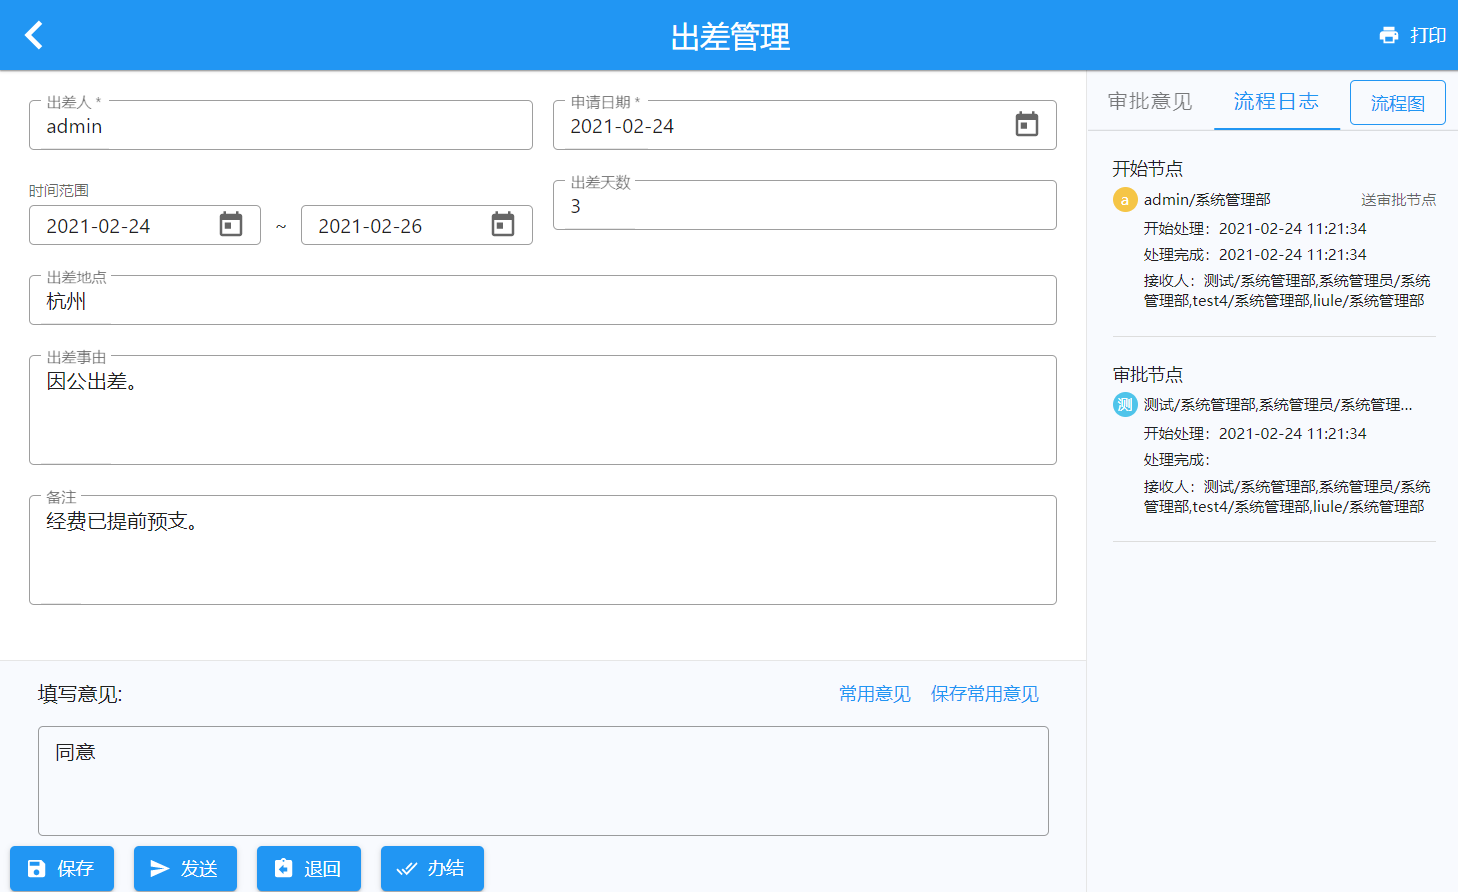 出差管理
打印
出差人 *
admin
申请日期 *
2021-02-24
时间范围
2021-02-24 ~ 2021-02-26
出差天数
3
出差地点
杭州
出差事由
因公出差。
备注
经费已提前预支。
填写意见:
常用意见 保存常用意见
同意
保存 发送 退回 办结
审批意见 流程日志 流程图
开始节点
a admin/系统管理部 送审批节点
开始处理：2021-02-24 11:21:34
处理完成：2021-02-24 11:21:34
接收人：测试/系统管理部,系统管理员/系统
管理部,test4/系统管理部,liule/系统管理部
审批节点
测 测试/系统管理部,系统管理员/系统管理...
开始处理：2021-02-24 11:21:34
处理完成：
接收人：测试/系统管理部,系统管理员/系统
管理部,test4/系统管理部,liule/系统管理部